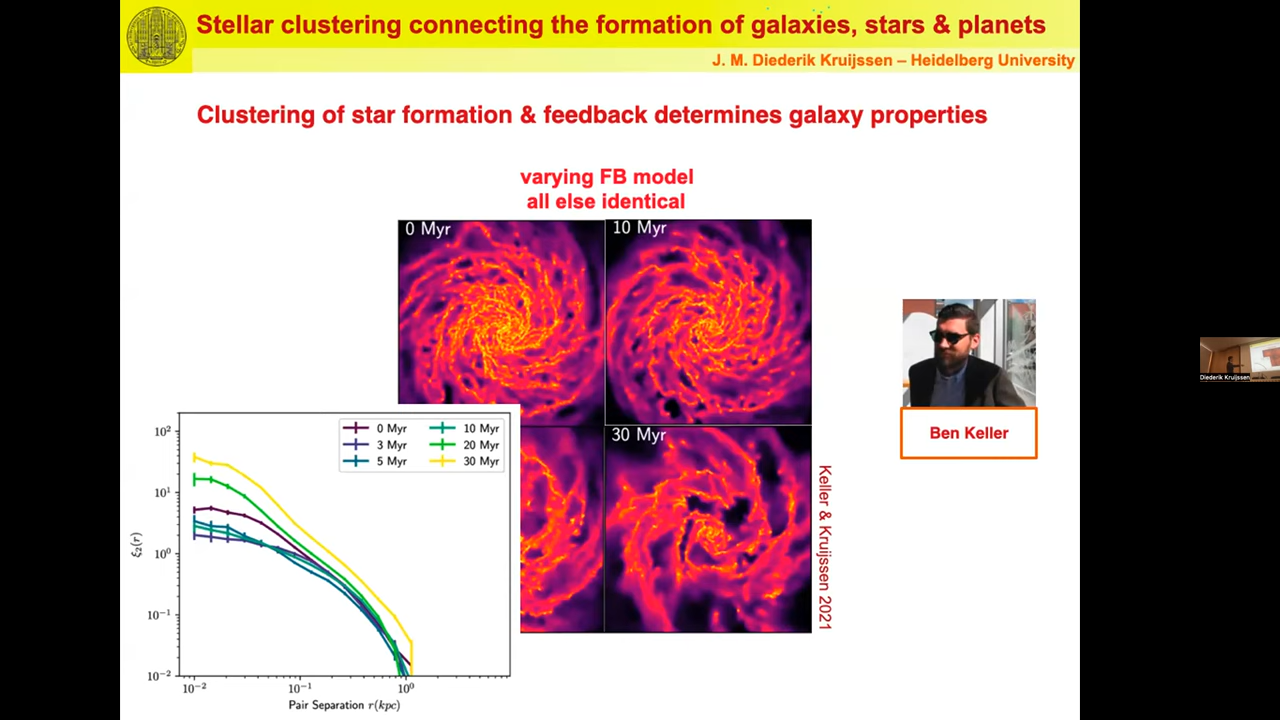 Stellar clustering connecting the formation of galaxies, stars & planets
J. M. Diederik Kruijssen – Heidelberg University
Clustering of star formation & feedback determines galaxy properties
varying FB model
all else identical
0 Myr
10 Myr
30 Myr
Keller & Kruijssen 2021
Ben Keller
Diederik Kruijssen
0 Myr
3 Myr
5 Myr
10 Myr
20 Myr
30 Myr
10²
10¹
10⁰
10⁻¹
10⁻²
ξ₂(r)
10⁻²
10⁻¹
10⁰
Pair Separation r(kpc)